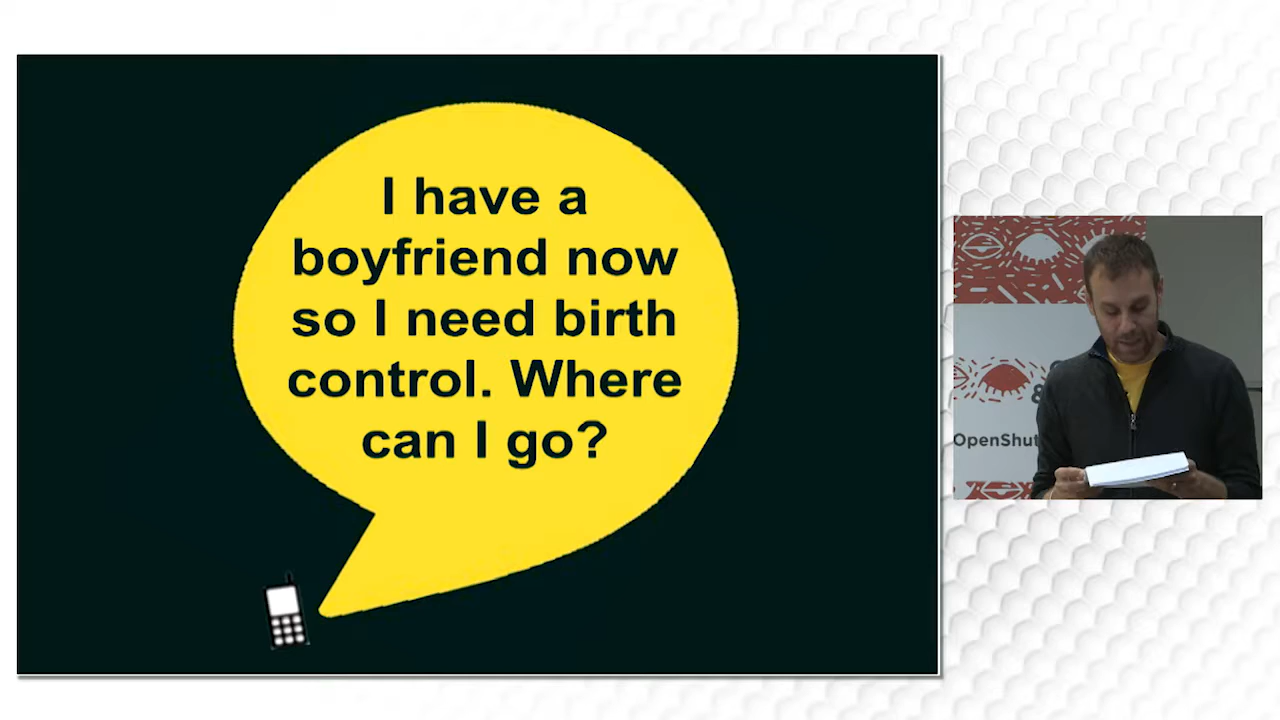 I have a
boyfriend now
so I need birth
control. Where
can I go?
OpenShut